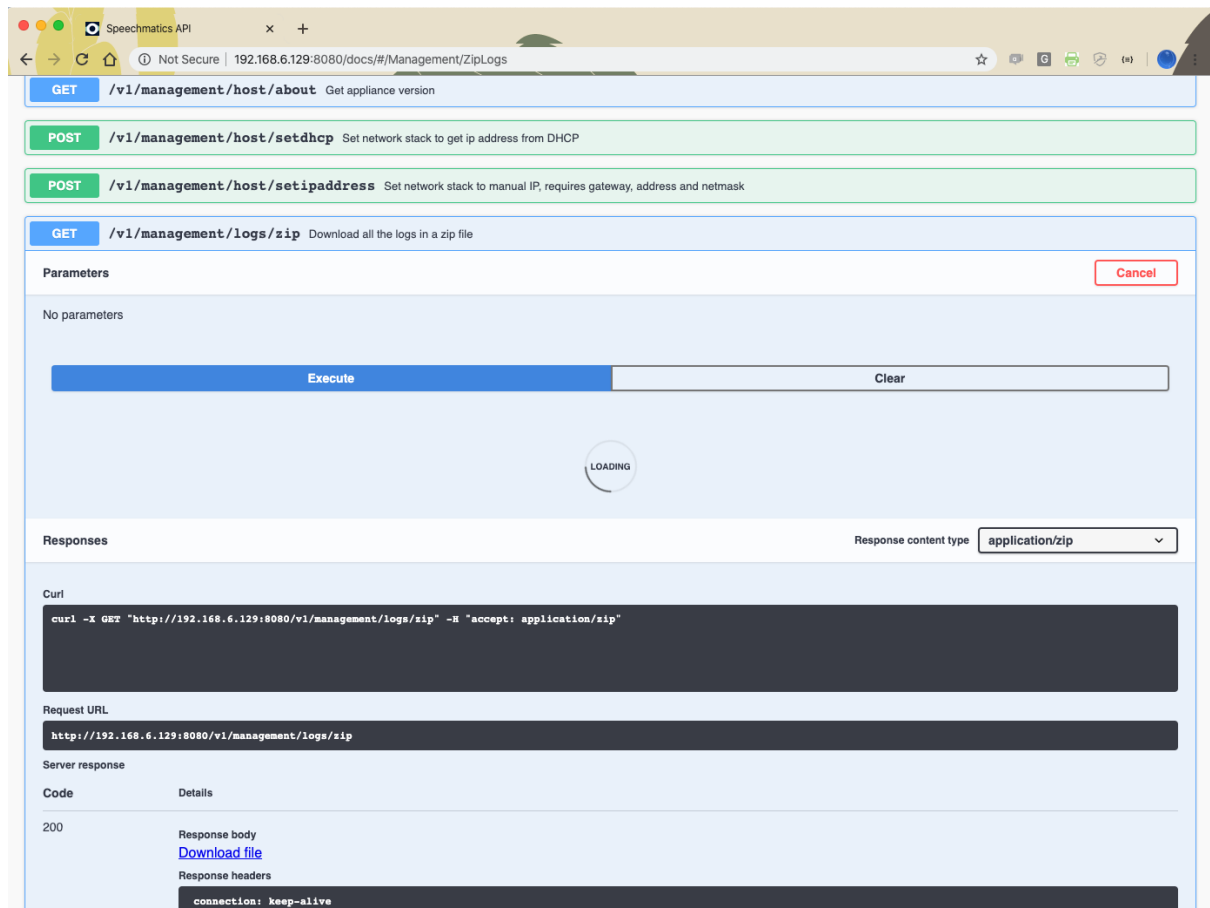 Speechmatics API
Not Secure | 192.168.6.129:8080/docs/#/Management/ZipLogs
GET /v1/management/host/about Get appliance version
POST /v1/management/host/setdhcp Set network stack to get ip address from DHCP
POST /v1/management/host/setipaddress Set network stack to manual IP, requires gateway, address and netmask
GET /v1/management/logs/zip Download all the logs in a zip file
Parameters Cancel
No parameters
Execute Clear
LOADING
Responses Response content type application/zip
Curl
curl -X GET "http://192.168.6.129:8080/v1/management/logs/zip" -H "accept: application/zip"
Request URL
http://192.168.6.129:8080/v1/management/logs/zip
Server response
Code Details
200
Response body
Download file
Response headers
connection: keep-alive